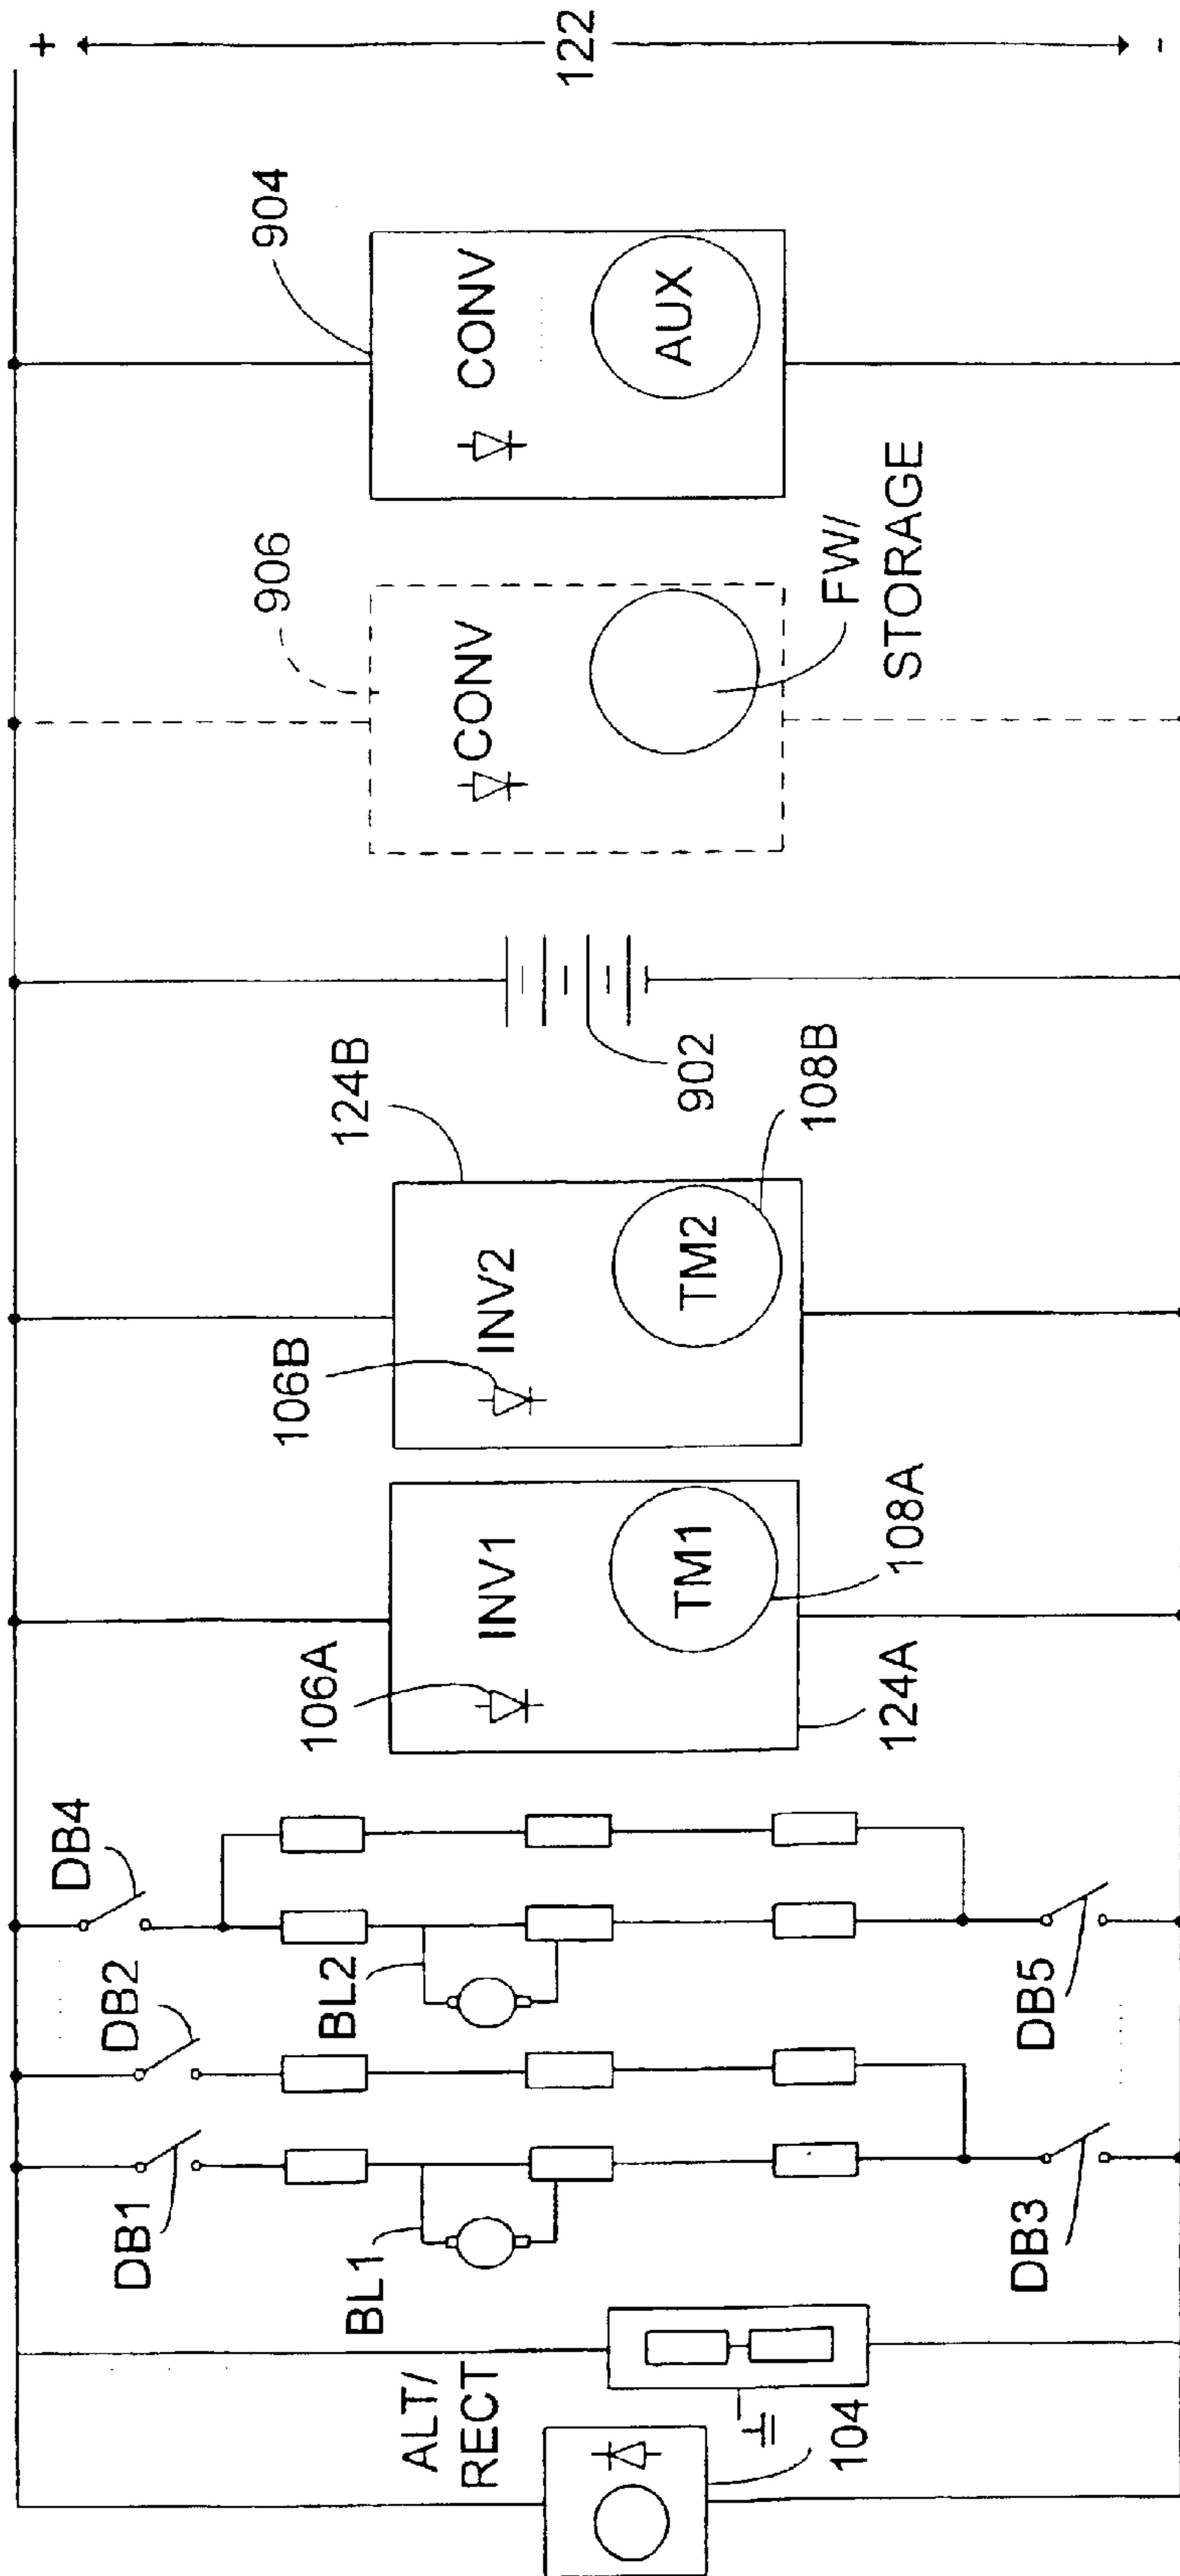 ALT/
RECT
104
BL1
DB1
DB2
DB3
BL2
DB4
DB5
106A
INV1
TM1
108A
124A
106B
INV2
TM2
108B
124B
902
906
CONV
FW/
STORAGE
904
CONV
AUX
+
122
-